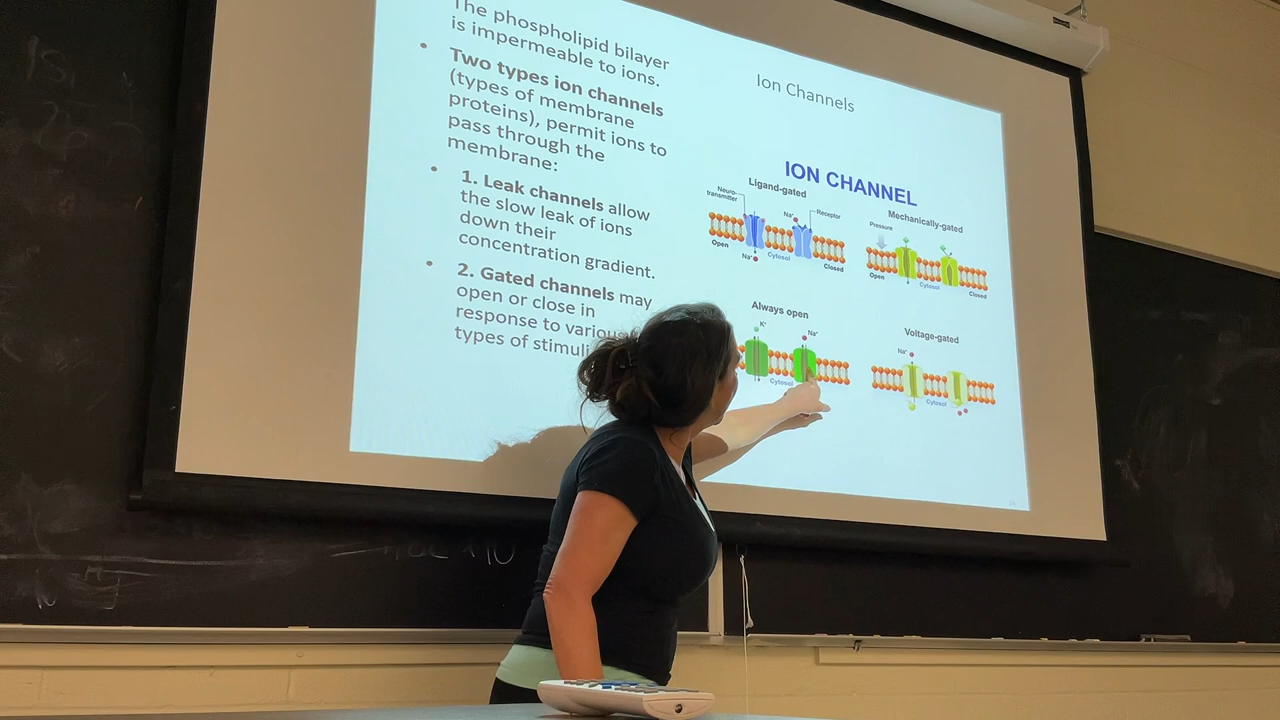 The phospholipid bilayer
is impermeable to ions.
• Two types ion channels
(types of membrane
proteins), permit ions to
pass through the
membrane:
• 1. Leak channels allow
the slow leak of ions
down their
concentration gradient.
• 2. Gated channels may
open or close in
response to various
types of stimuli
Ion Channels
ION CHANNEL
Ligand-gated
Neuro-
transmitter
Na⁺
Receptor
Open
Na⁺
Cytosol
Closed
Mechanically-gated
Pressure
Open
Cytosol
Closed
Always open
K⁺
Na⁺
Cytosol
Voltage-gated
Na⁺
Cytosol